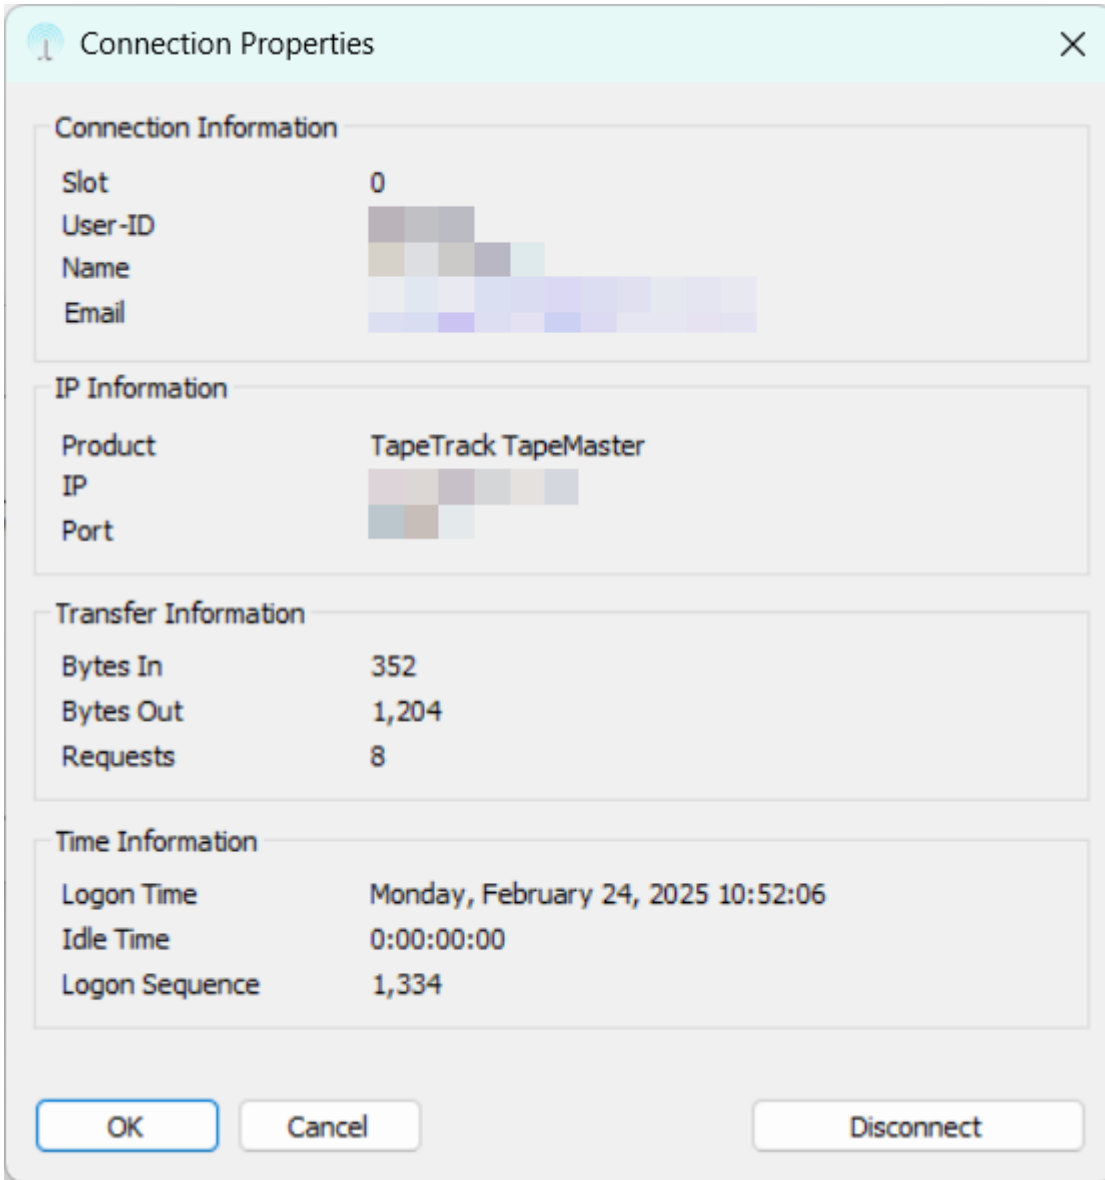 Connection Properties
Connection Information
Slot 0
User-ID
Name
Email
IP Information
Product TapeTrack TapeMaster
IP
Port
Transfer Information
Bytes In 352
Bytes Out 1,204
Requests 8
Time Information
Logon Time Monday, February 24, 2025 10:52:06
Idle Time 0:00:00:00
Logon Sequence 1,334
OK Cancel Disconnect